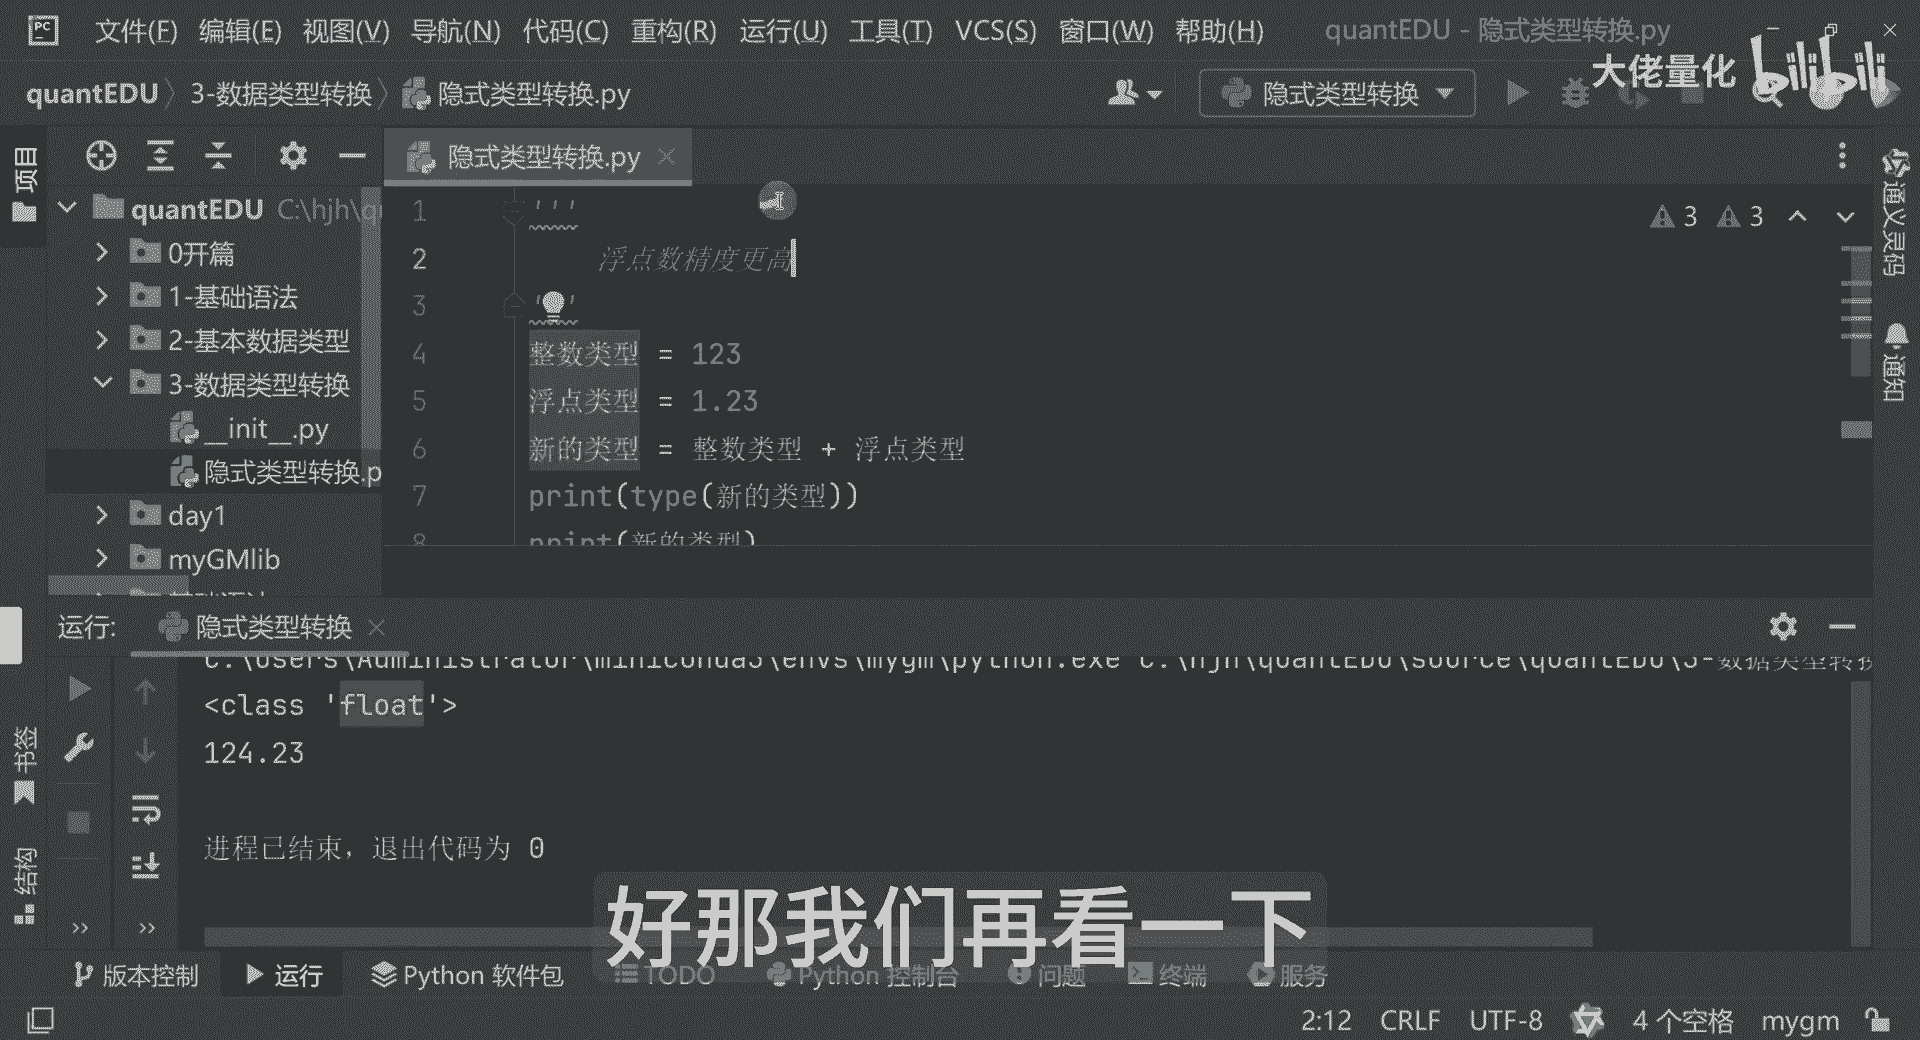 文件(F) 编辑(E) 视图(V) 导航(N) 代码(C) 重构(R) 运行(U) 工具(T) VCS(S) 窗口(W) 帮助(H) quantEDU - 隐式类型转换.py
大佬量化 bilibili
quantEDU 3-数据类型转换 隐式类型转换.py 隐式类型转换
项目
隐式类型转换.py
quantEDU C:\hjh\q
0开篇
1-基础语法
2-基本数据类型
3-数据类型转换
__init__.py
隐式类型转换.p
day1
myGMlib
1 '''
2 浮点数精度更高
3 '''
4 整数类型 = 123
5 浮点类型 = 1.23
6 新的类型 = 整数类型 + 浮点类型
7 print(type(新的类型))
8 print(新的类型)
3 3
通义灵码
通知
运行: 隐式类型转换
C:\Users\Administrator\miniconda3\envs\mygm\python.exe C:\hjh\quantEDU\source\quantEDU\3-数据类型转换
<class 'float'>
124.23
进程已结束，退出代码为 0
书签
结构
好那我们再看一下
版本控制 运行 Python 软件包 TODO Python 控制台 问题 终端 服务
2:12 CRLF UTF-8 4 个空格 mygm